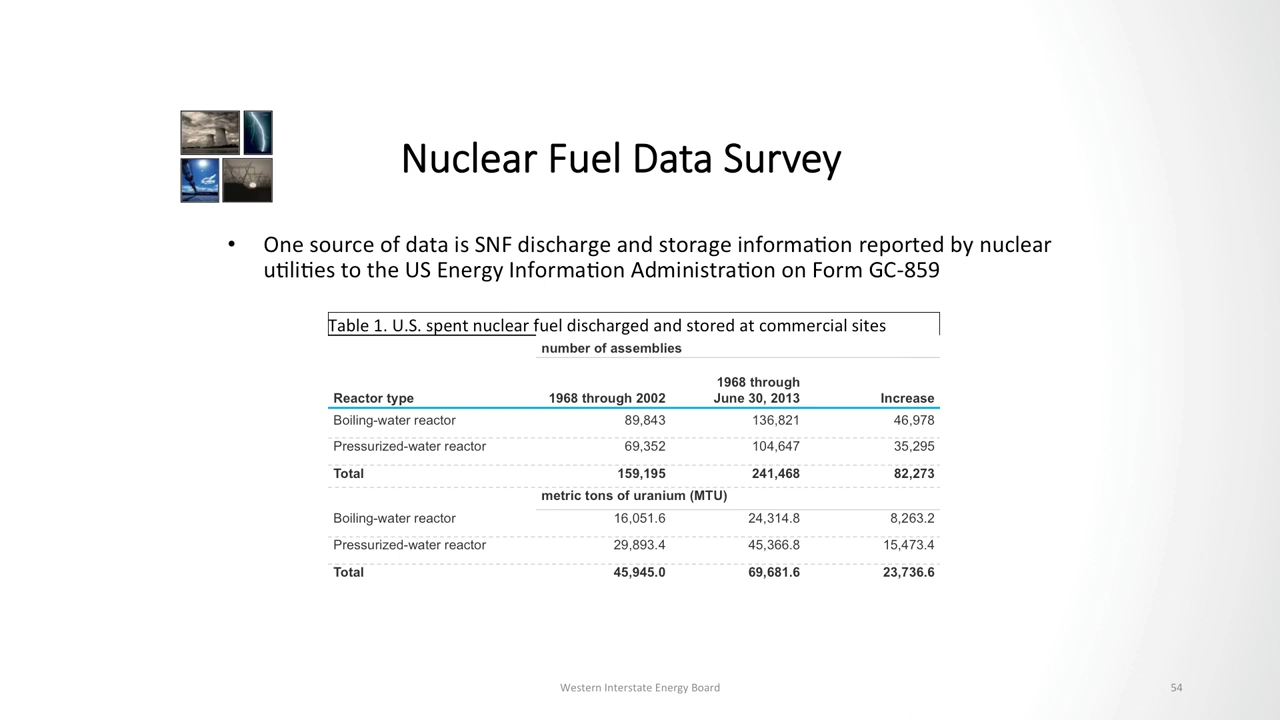 Nuclear Fuel Data Survey
• One source of data is SNF discharge and storage information reported by nuclear
utilities to the US Energy Information Administration on Form GC-859
Table 1. U.S. spent nuclear fuel discharged and stored at commercial sites
number of assemblies
1968 through
Reactor type 1968 through 2002 June 30, 2013 Increase
Boiling-water reactor 89,843 136,821 46,978
Pressurized-water reactor 69,352 104,647 35,295
Total 159,195 241,468 82,273
metric tons of uranium (MTU)
Boiling-water reactor 16,051.6 24,314.8 8,263.2
Pressurized-water reactor 29,893.4 45,366.8 15,473.4
Total 45,945.0 69,681.6 23,736.6
Western Interstate Energy Board 54